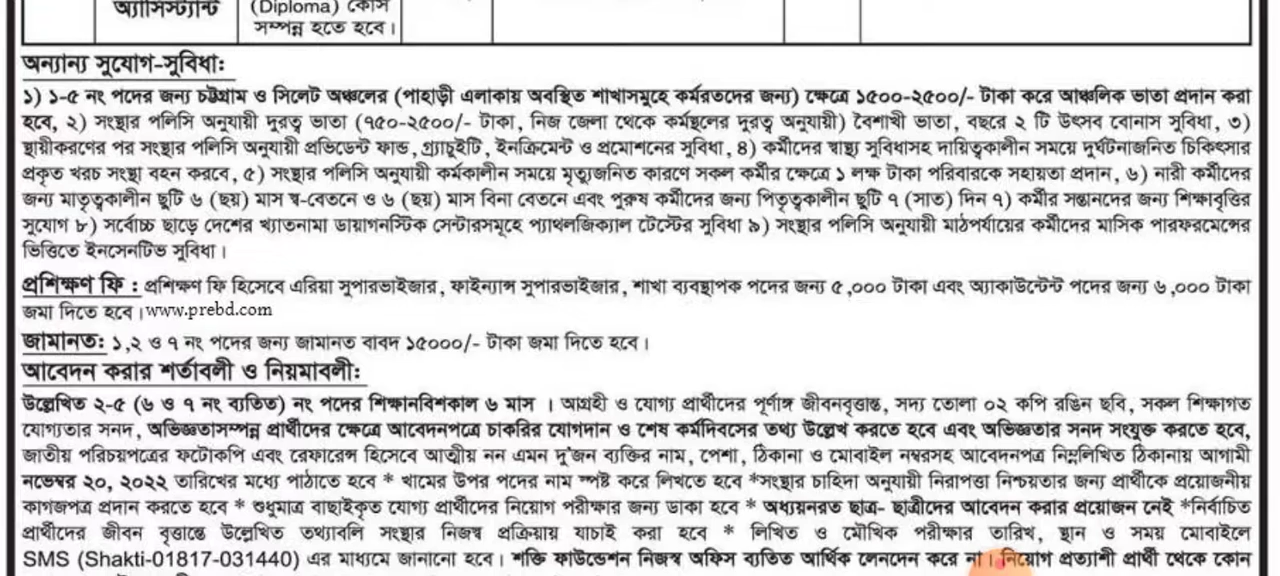 অ্যাসিস্ট্যান্ট
(Diploma) কোর্স
সম্পন্ন হতে হবে।
অন্যান্য সুযোগ-সুবিধা:
১) ১-৫ নং পদের জন্য চট্টগ্রাম ও সিলেট অঞ্চলের (পাহাড়ী এলাকায় অবস্থিত শাখাসমূহে কর্মরতদের জন্য) ক্ষেত্রে ১৫০০-২৫০০/- টাকা করে আঞ্চলিক ভাতা প্রদান করা
হবে, ২) সংস্থার পলিসি অনুযায়ী দুরত্ব ভাতা (৭৫০-২৫০০/- টাকা, নিজ জেলা থেকে কর্মস্থলের দুরত্ব অনুযায়ী) বৈশাখী ভাতা, বছরে ২ টি উৎসব বোনাস সুবিধা, ৩)
স্থায়ীকরণের পর সংস্থার পলিসি অনুযায়ী প্রভিডেন্ট ফান্ড, গ্র্যাচুইটি, ইনক্রিমেন্ট ও প্রমোশনের সুবিধা, ৪) কর্মীদের স্বাস্থ্য সুবিধাসহ দায়িত্বকালীন সময়ে দুর্ঘটনাজনিত চিকিৎসার
প্রকৃত খরচ সংস্থা বহন করবে, ৫) সংস্থার পলিসি অনুযায়ী কর্মকালীন সময়ে মৃত্যুজনিত কারণে সকল কর্মীর ক্ষেত্রে ১ লক্ষ টাকা পরিবারকে সহায়তা প্রদান, ৬) নারী কর্মীদের
জন্য মাতৃত্বকালীন ছুটি ৬ (ছয়) মাস স্ব-বেতনে ও ৬ (ছয়) মাস বিনা বেতনে এবং পুরুষ কর্মীদের জন্য পিতৃত্বকালীন ছুটি ৭ (সাত) দিন ৭) কর্মীর সন্তানদের জন্য শিক্ষাবৃত্তির
সুযোগ ৮) সর্বোচ্চ ছাড়ে দেশের খ্যাতনামা ডায়াগনস্টিক সেন্টারসমূহে প্যাথলজিক্যাল টেস্টের সুবিধা ৯) সংস্থার পলিসি অনুযায়ী মাঠপর্যায়ের কর্মীদের মাসিক পারফরমেন্সের
ভিত্তিতে ইনসেনটিভ সুবিধা।
প্রশিক্ষণ ফি : প্রশিক্ষণ ফি হিসেবে এরিয়া সুপারভাইজার, ফাইন্যান্স সুপারভাইজার, শাখা ব্যবস্থাপক পদের জন্য ৫,০০০ টাকা এবং অ্যাকাউন্টেন্ট পদের জন্য ৬,০০০ টাকা
জমা দিতে হবে। www.prebd.com
জামানত: ১,২ ও ৭ নং পদের জন্য জামানত বাবদ ১৫০০০/- টাকা জমা দিতে হবে।
আবেদন করার শর্তাবলী ও নিয়মাবলী:
উল্লেখিত ২-৫ (৬ ও ৭ নং ব্যতিত) নং পদের শিক্ষানবিশকাল ৬ মাস । আগ্রহী ও যোগ্য প্রার্থীদের পূর্ণাঙ্গ জীবনবৃত্তান্ত, সদ্য তোলা ০২ কপি রঙিন ছবি, সকল শিক্ষাগত
যোগ্যতার সনদ, অভিজ্ঞতাসম্পন্ন প্রার্থীদের ক্ষেত্রে আবেদনপত্রে চাকরির যোগদান ও শেষ কর্মদিবসের তথ্য উল্লেখ করতে হবে এবং অভিজ্ঞতার সনদ সংযুক্ত করতে হবে,
জাতীয় পরিচয়পত্রের ফটোকপি এবং রেফারেন্স হিসেবে আত্মীয় নন এমন দু'জন ব্যক্তির নাম, পেশা, ঠিকানা ও মোবাইল নম্বরসহ আবেদনপত্র নিম্নলিখিত ঠিকানায় আগামী
নভেম্বর ২০, ২০২২ তারিখের মধ্যে পাঠাতে হবে * খামের উপর পদের নাম স্পষ্ট করে লিখতে হবে *সংস্থার চাহিদা অনুযায়ী নিরাপত্তা নিশ্চয়তার জন্য প্রার্থীকে প্রয়োজনীয়
কাগজপত্র প্রদান করতে হবে * শুধুমাত্র বাছাইকৃত যোগ্য প্রার্থীদের নিয়োগ পরীক্ষার জন্য ডাকা হবে * অধ্যয়নরত ছাত্র- ছাত্রীদের আবেদন করার প্রয়োজন নেই *নির্বাচিত
প্রার্থীদের জীবন বৃত্তান্তে উল্লেখিত তথ্যাবলি সংস্থার নিজস্ব প্রক্রিয়ায় যাচাই করা হবে * লিখিত ও মৌখিক পরীক্ষার তারিখ, স্থান ও সময় মোবাইলে
SMS (Shakti-01817-031440) এর মাধ্যমে জানানো হবে। শক্তি ফাউন্ডেশন নিজস্ব অফিস ব্যতিত আর্থিক লেনদেন করে না। নিয়োগ প্রত্যাশী প্রার্থী থেকে কোন